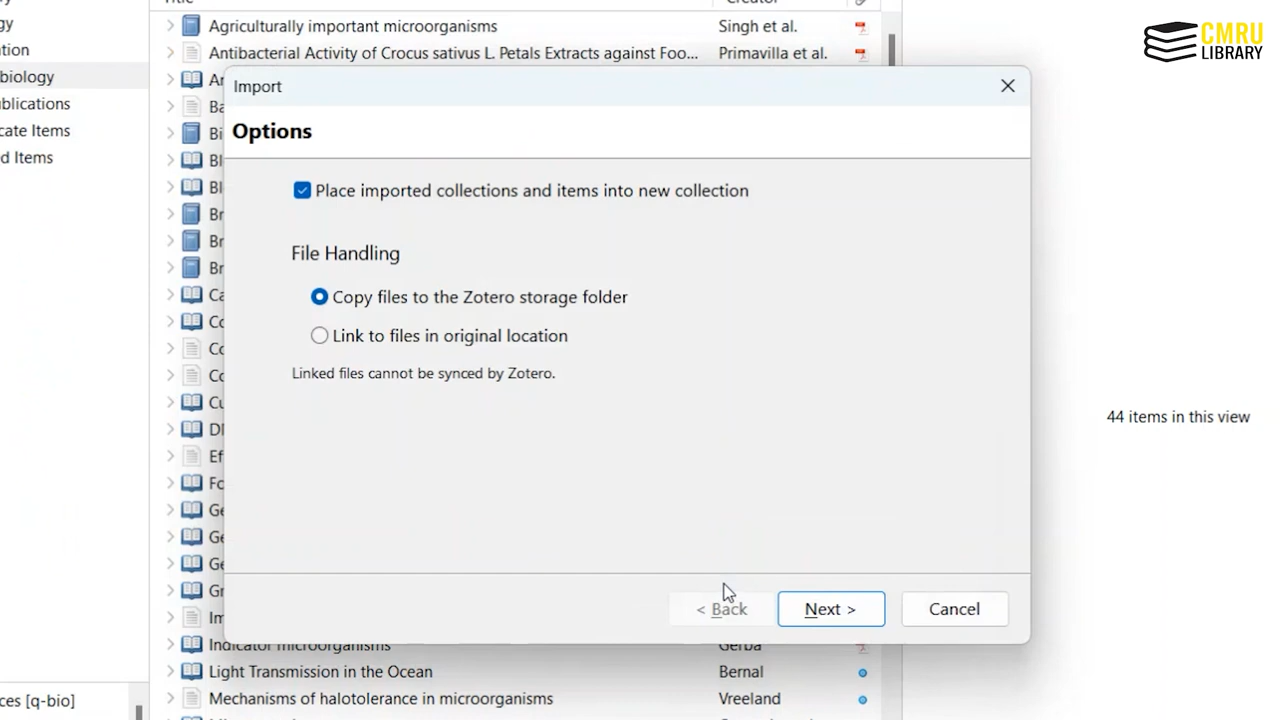 Agriculturally important microorganisms
Singh et al.
Antibacterial Activity of Crocus sativus L. Petals Extracts against Foo...
Primavilla et al.
CMRU
LIBRARY
biology
cate Items
d Items
Import
Options
Place imported collections and items into new collection
File Handling
Copy files to the Zotero storage folder
Link to files in original location
Linked files cannot be synced by Zotero.
44 items in this view
< Back
Next >
Cancel
Indicator microorganisms
Gerba
Light Transmission in the Ocean
Bernal
Mechanisms of halotolerance in microorganisms
Vreeland
ces [q-bio]